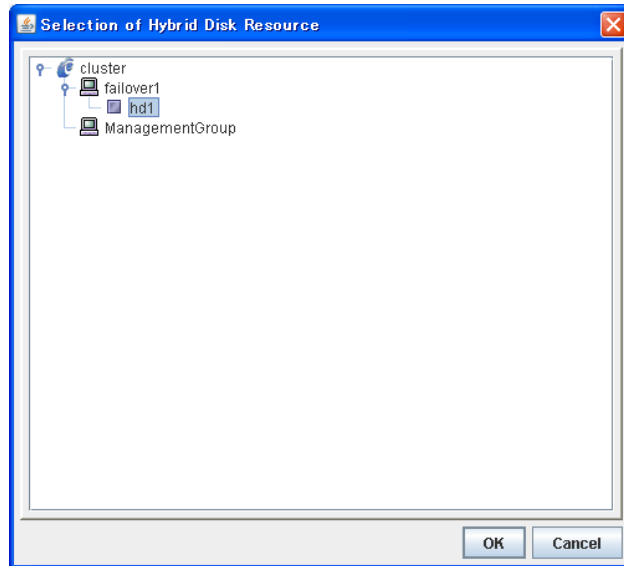 Selection of Hybrid Disk Resource
cluster
failover1
hd1
ManagementGroup
OK Cancel